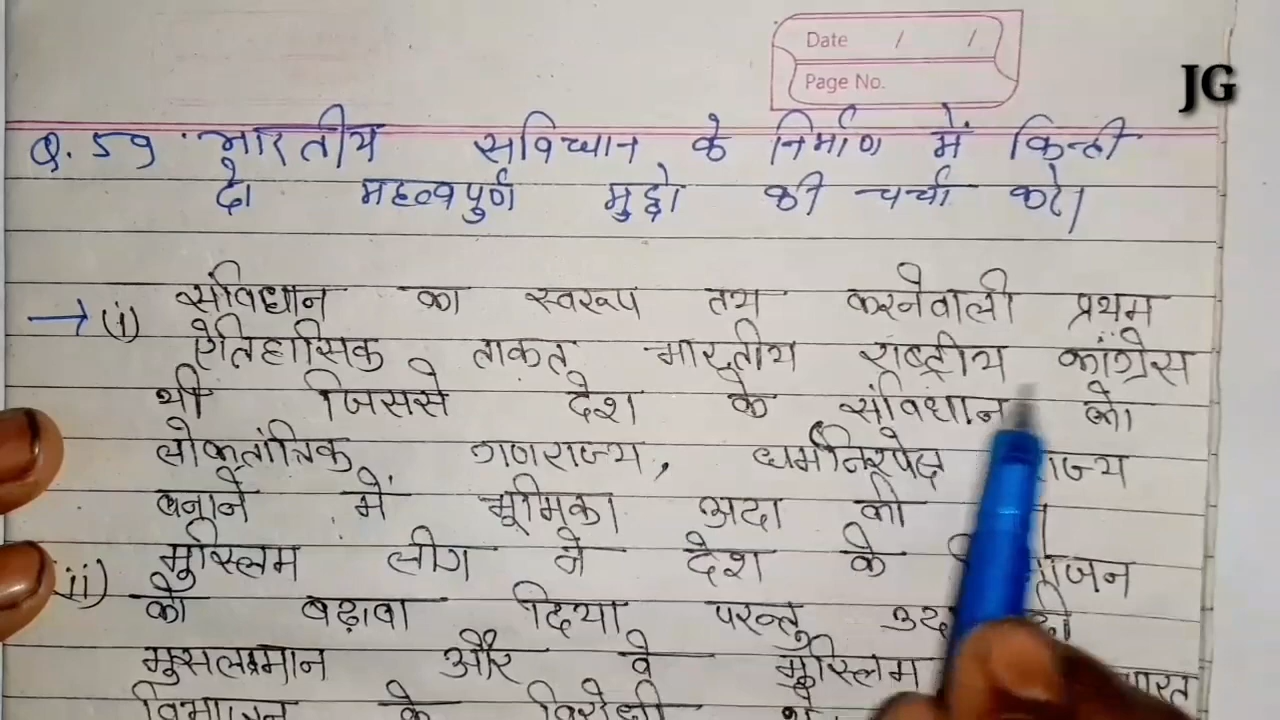 Date / /
Page No.
JG
Q.59 भारतीय संविधान के निर्माण में किन्ही
दो महत्वपुर्ण मुद्दो की चर्चा करे।
→ (i) संविधान का स्वरूप तय करनेवाली प्रथम
ऐतिहासिक ताकत भारतीय राष्ट्रीय कांग्रेस
थी जिससे देश के संविधान को
लोकतांत्रिक गणराज्य, धर्मनिरपेक्ष राज्य
बनाने में भूमिका अदा की
(ii) मुस्लिम लीग ने देश के
को बढ़ावा दिया परन्तु
मुसलमान और वे मुस्लिम
विभाजन के विरोधी थे